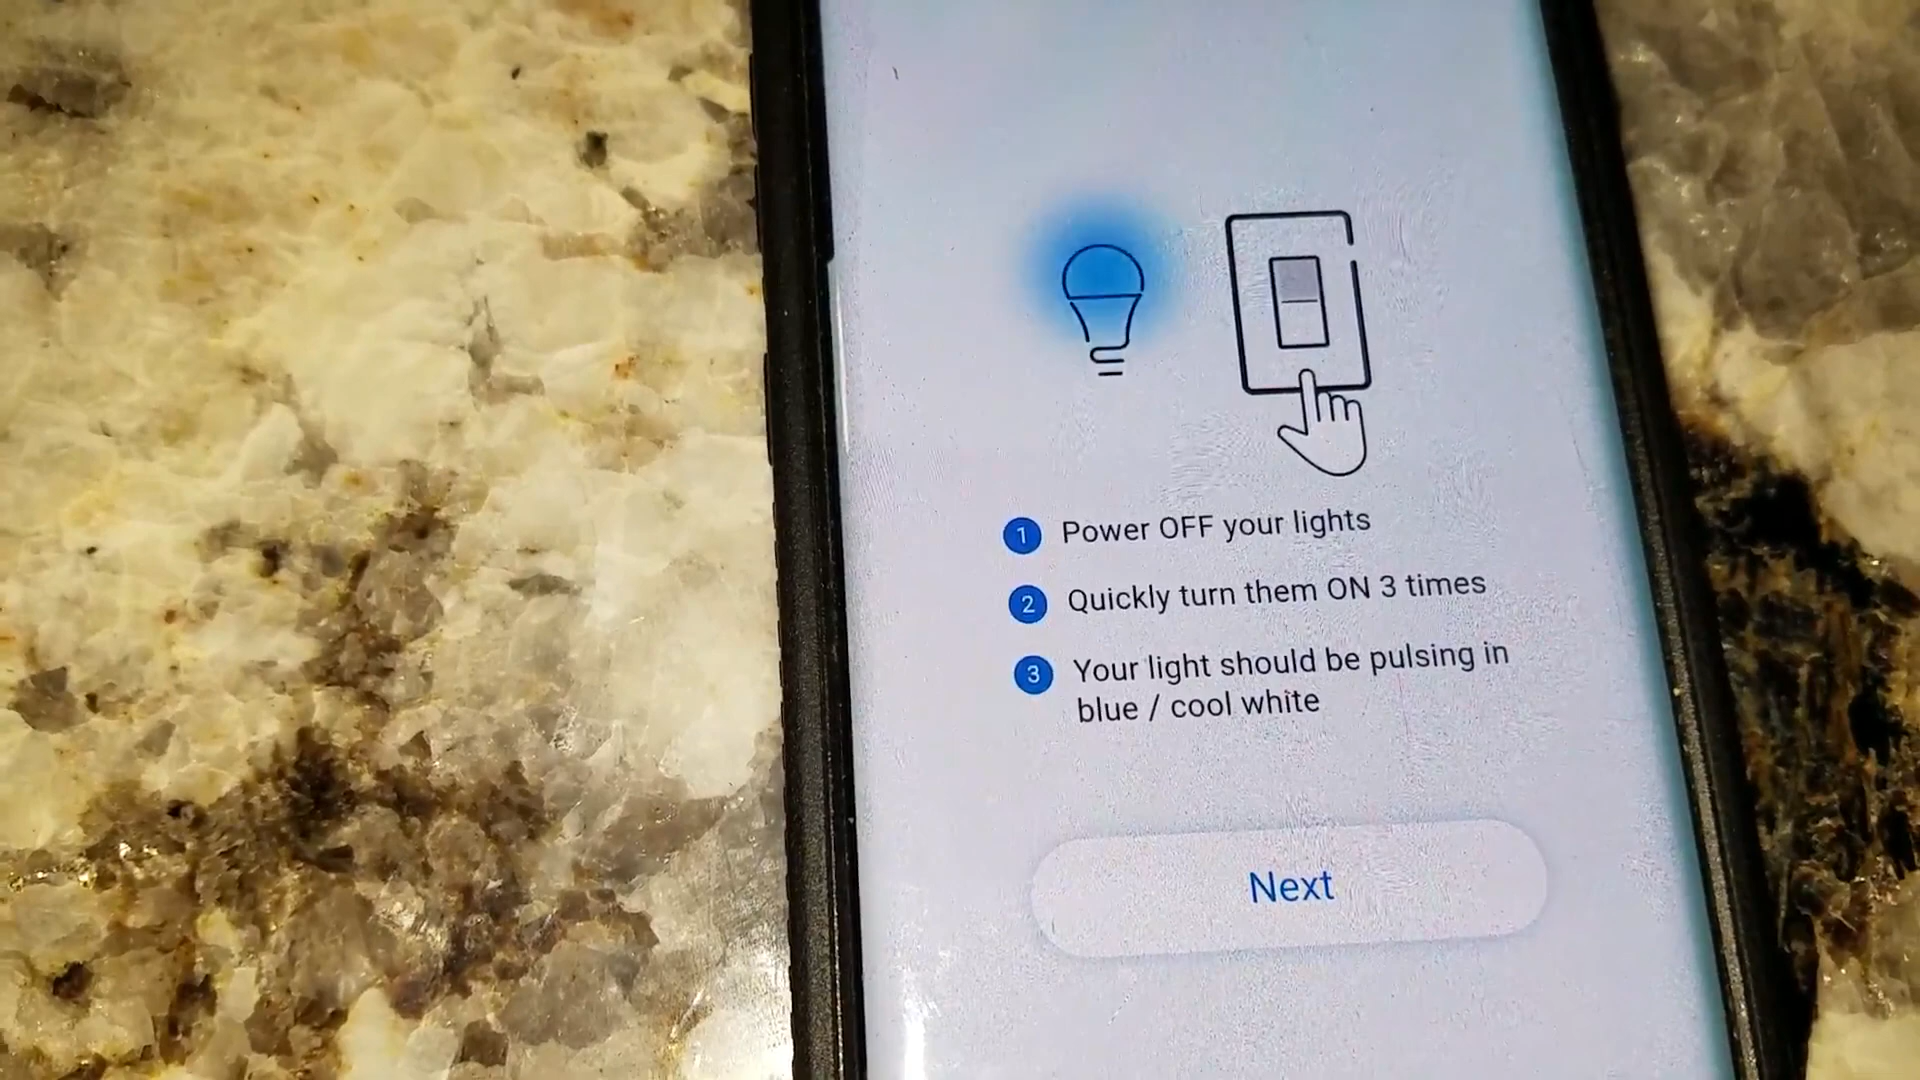 1 Power OFF your lights
2 Quickly turn them ON 3 times
3 Your light should be pulsing in
blue / cool white
Next